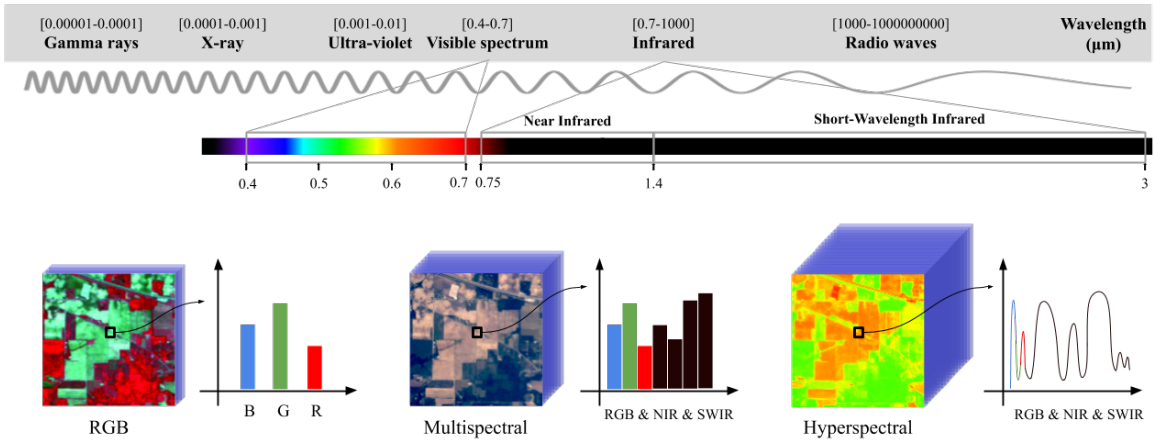 [0.00001-0.0001] [0.0001-0.001] [0.001-0.01] [0.4-0.7] [0.7-1000] [1000-1000000000] Wavelength
Gamma rays X-ray Ultra-violet Visible spectrum Infrared Radio waves (μm)
Near Infrared Short-Wavelength Infrared
0.4 0.5 0.6 0.7 0.75 1.4 3
B G R RGB & NIR & SWIR RGB & NIR & SWIR
RGB Multispectral Hyperspectral